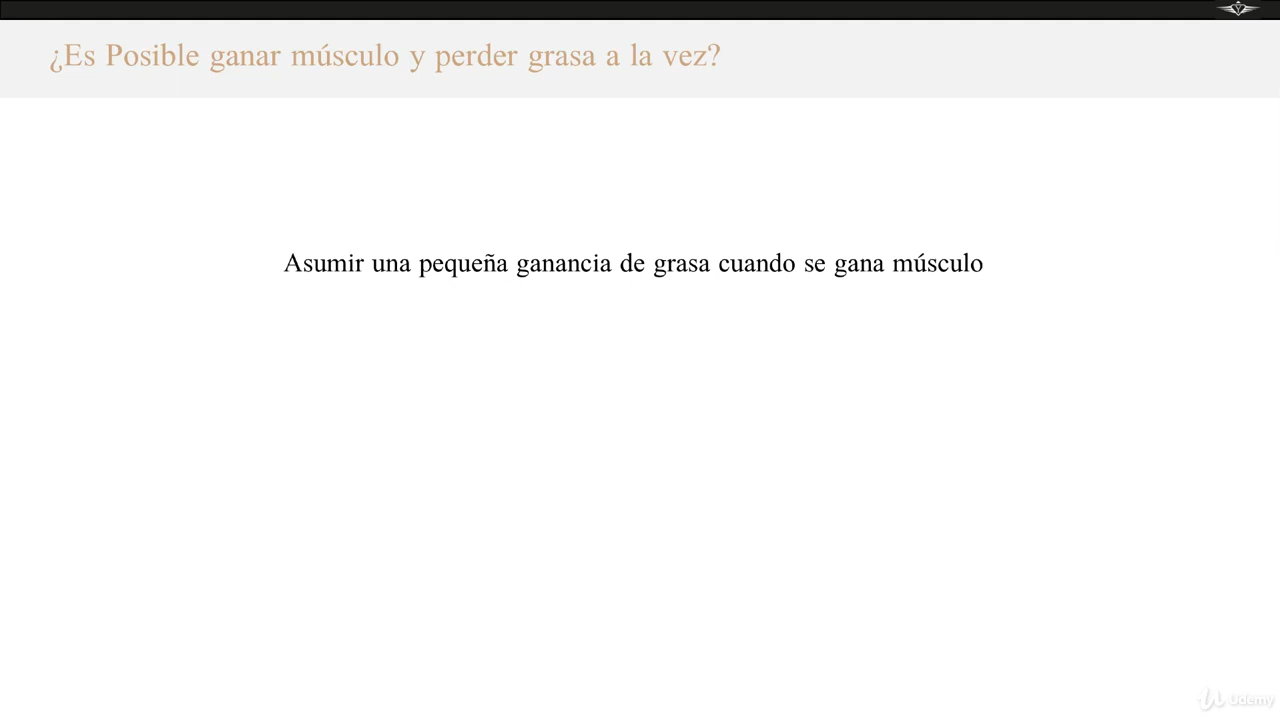 ¿Es Posible ganar músculo y perder grasa a la vez?
Asumir una pequeña ganancia de grasa cuando se gana músculo
Udemy